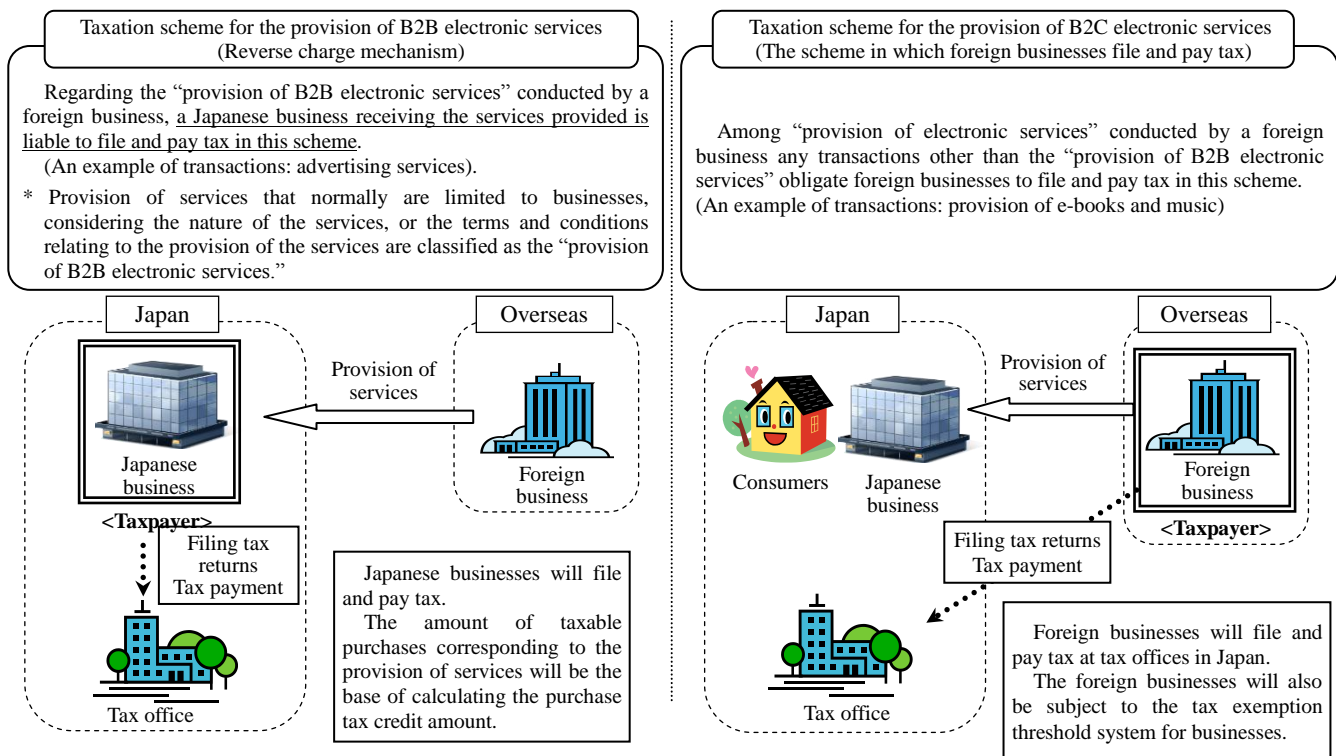 Taxation scheme for the provision of B2B electronic services
(Reverse charge mechanism)
Regarding the “provision of B2B electronic services” conducted by a
foreign business, a Japanese business receiving the services provided is
liable to file and pay tax in this scheme.
(An example of transactions: advertising services).
* Provision of services that normally are limited to businesses,
considering the nature of the services, or the terms and conditions
relating to the provision of the services are classified as the “provision
of B2B electronic services.”
Japan
Overseas
Provision of
services
Japanese
business
Foreign
business
<Taxpayer>
Filing tax
returns
Tax payment
Tax office
Japanese businesses will file
and pay tax.
The amount of taxable
purchases corresponding to the
provision of services will be the
base of calculating the purchase
tax credit amount.
Taxation scheme for the provision of B2C electronic services
(The scheme in which foreign businesses file and pay tax)
Among “provision of electronic services” conducted by a foreign
business any transactions other than the “provision of B2B electronic
services” obligate foreign businesses to file and pay tax in this scheme.
(An example of transactions: provision of e-books and music)
Japan
Overseas
Provision of
services
Consumers
Japanese
business
Foreign
business
<Taxpayer>
Filing tax returns
Tax payment
Tax office
Foreign businesses will file and
pay tax at tax offices in Japan.
The foreign businesses will also
be subject to the tax exemption
threshold system for businesses.